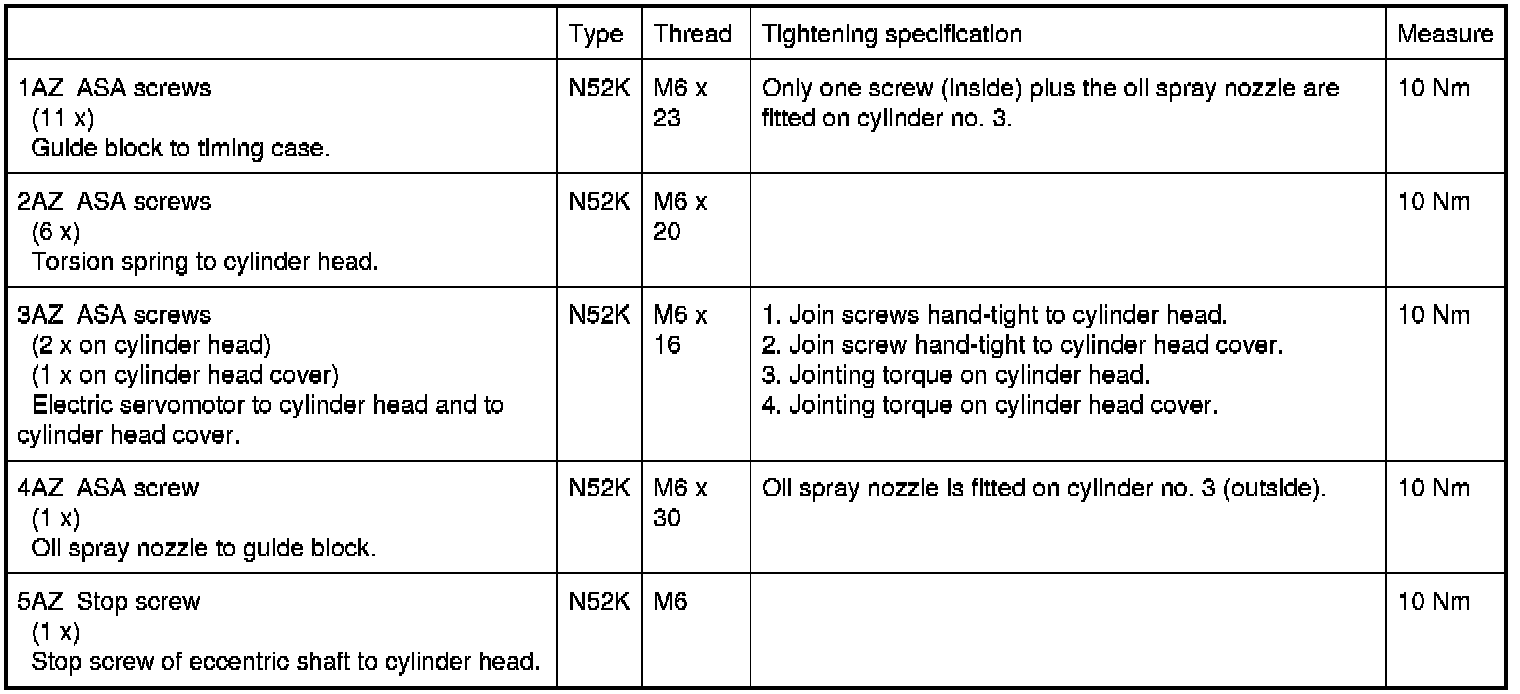 Type Thread Tightening specification Measure
1AZ ASA screws
(11 x)
Guide block to timing case.
N52K
M6 x
23
Only one screw (inside) plus the oil spray nozzle are
fitted on cylinder no. 3.
10 Nm
2AZ ASA screws
(6 x)
Torsion spring to cylinder head.
N52K
M6 x
20
10 Nm
3AZ ASA screws
(2 x on cylinder head)
(1 x on cylinder head cover)
Electric servomotor to cylinder head and to
cylinder head cover.
N52K
M6 x
16
1. Join screws hand-tight to cylinder head.
2. Join screw hand-tight to cylinder head cover.
3. Jointing torque on cylinder head.
4. Jointing torque on cylinder head cover.
10 Nm
4AZ ASA screw
(1 x)
Oil spray nozzle to guide block.
N52K
M6 x
30
Oil spray nozzle is fitted on cylinder no. 3 (outside).
10 Nm
5AZ Stop screw
(1 x)
Stop screw of eccentric shaft to cylinder head.
N52K
M6
10 Nm